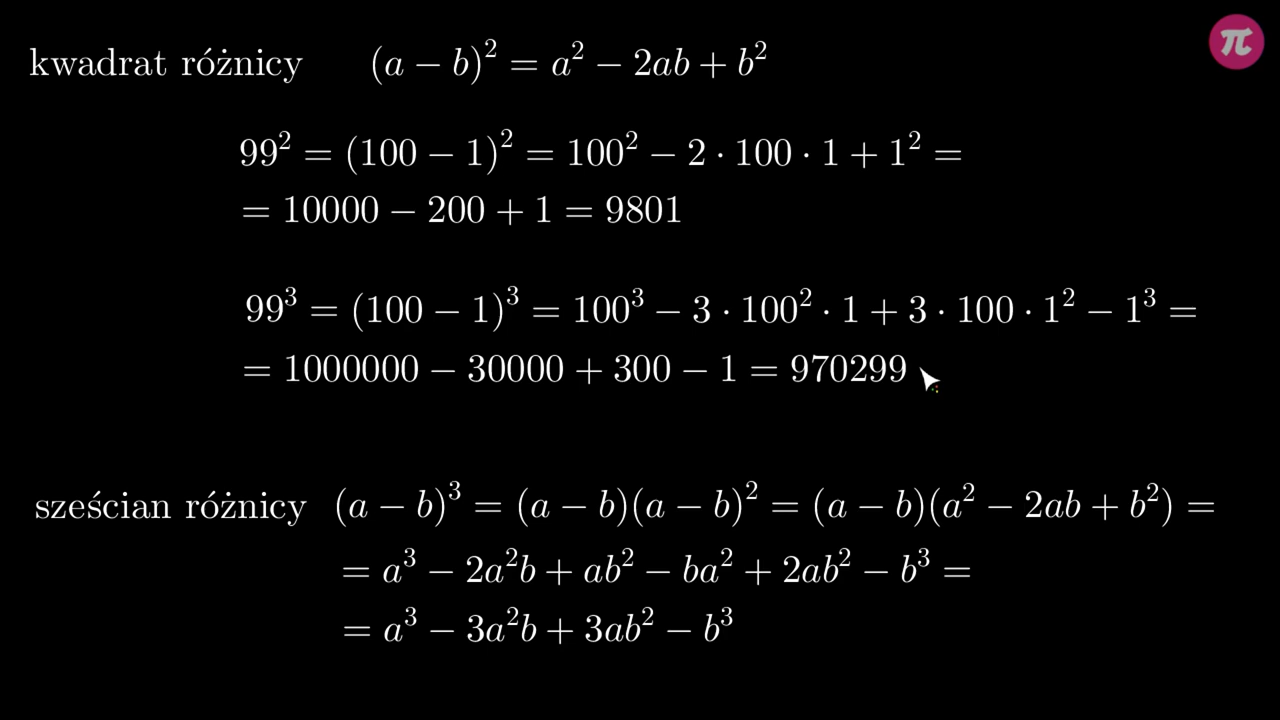 π
kwadrat różnicy (a − b)² = a² − 2ab + b²
99² = (100 − 1)² = 100² − 2 · 100 · 1 + 1² =
= 10000 − 200 + 1 = 9801
99³ = (100 − 1)³ = 100³ − 3 · 100² · 1 + 3 · 100 · 1² − 1³ =
= 1000000 − 30000 + 300 − 1 = 970299
sześcian różnicy (a − b)³ = (a − b)(a − b)² = (a − b)(a² − 2ab + b²) =
= a³ − 2a²b + ab² − ba² + 2ab² − b³ =
= a³ − 3a²b + 3ab² − b³